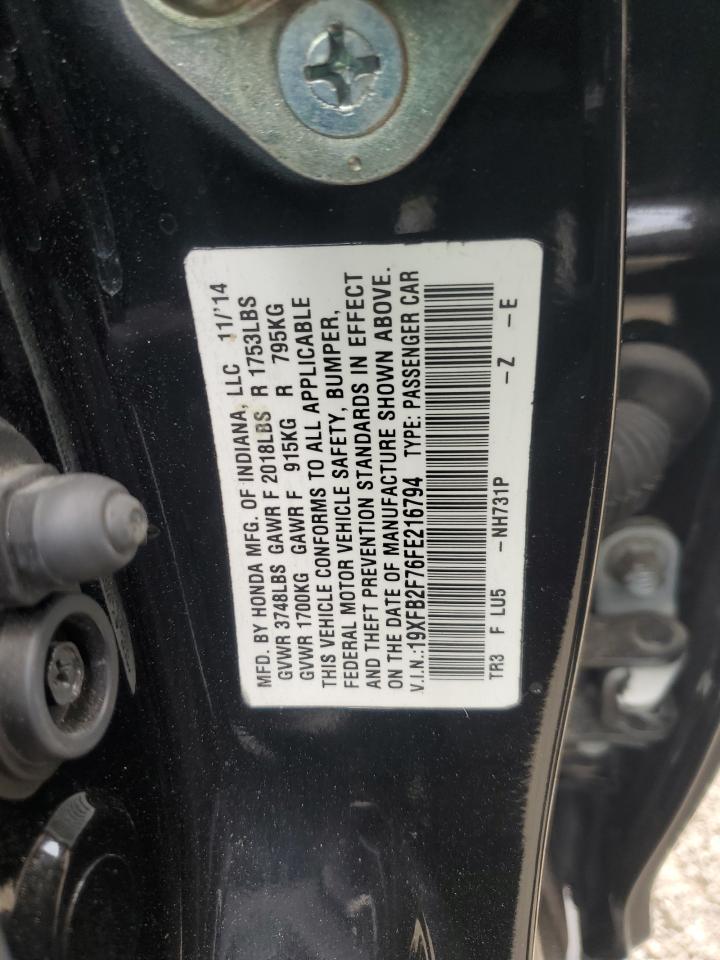 MFD. BY HONDA MFG. OF INDIANA, LLC 11/'14
GVWR 3748LBS GAWR F 2018LBS R 1753LBS
GVWR 1700KG GAWR F 915KG R 795KG
THIS VEHICLE CONFORMS TO ALL APPLICABLE
FEDERAL MOTOR VEHICLE SAFETY, BUMPER,
AND THEFT PREVENTION STANDARDS IN EFFECT
ON THE DATE OF MANUFACTURE SHOWN ABOVE.
V.I.N.:19XFB2F76FE216794 TYPE: PASSENGER CAR
TR3 F LU5 -NH731P -Z -E